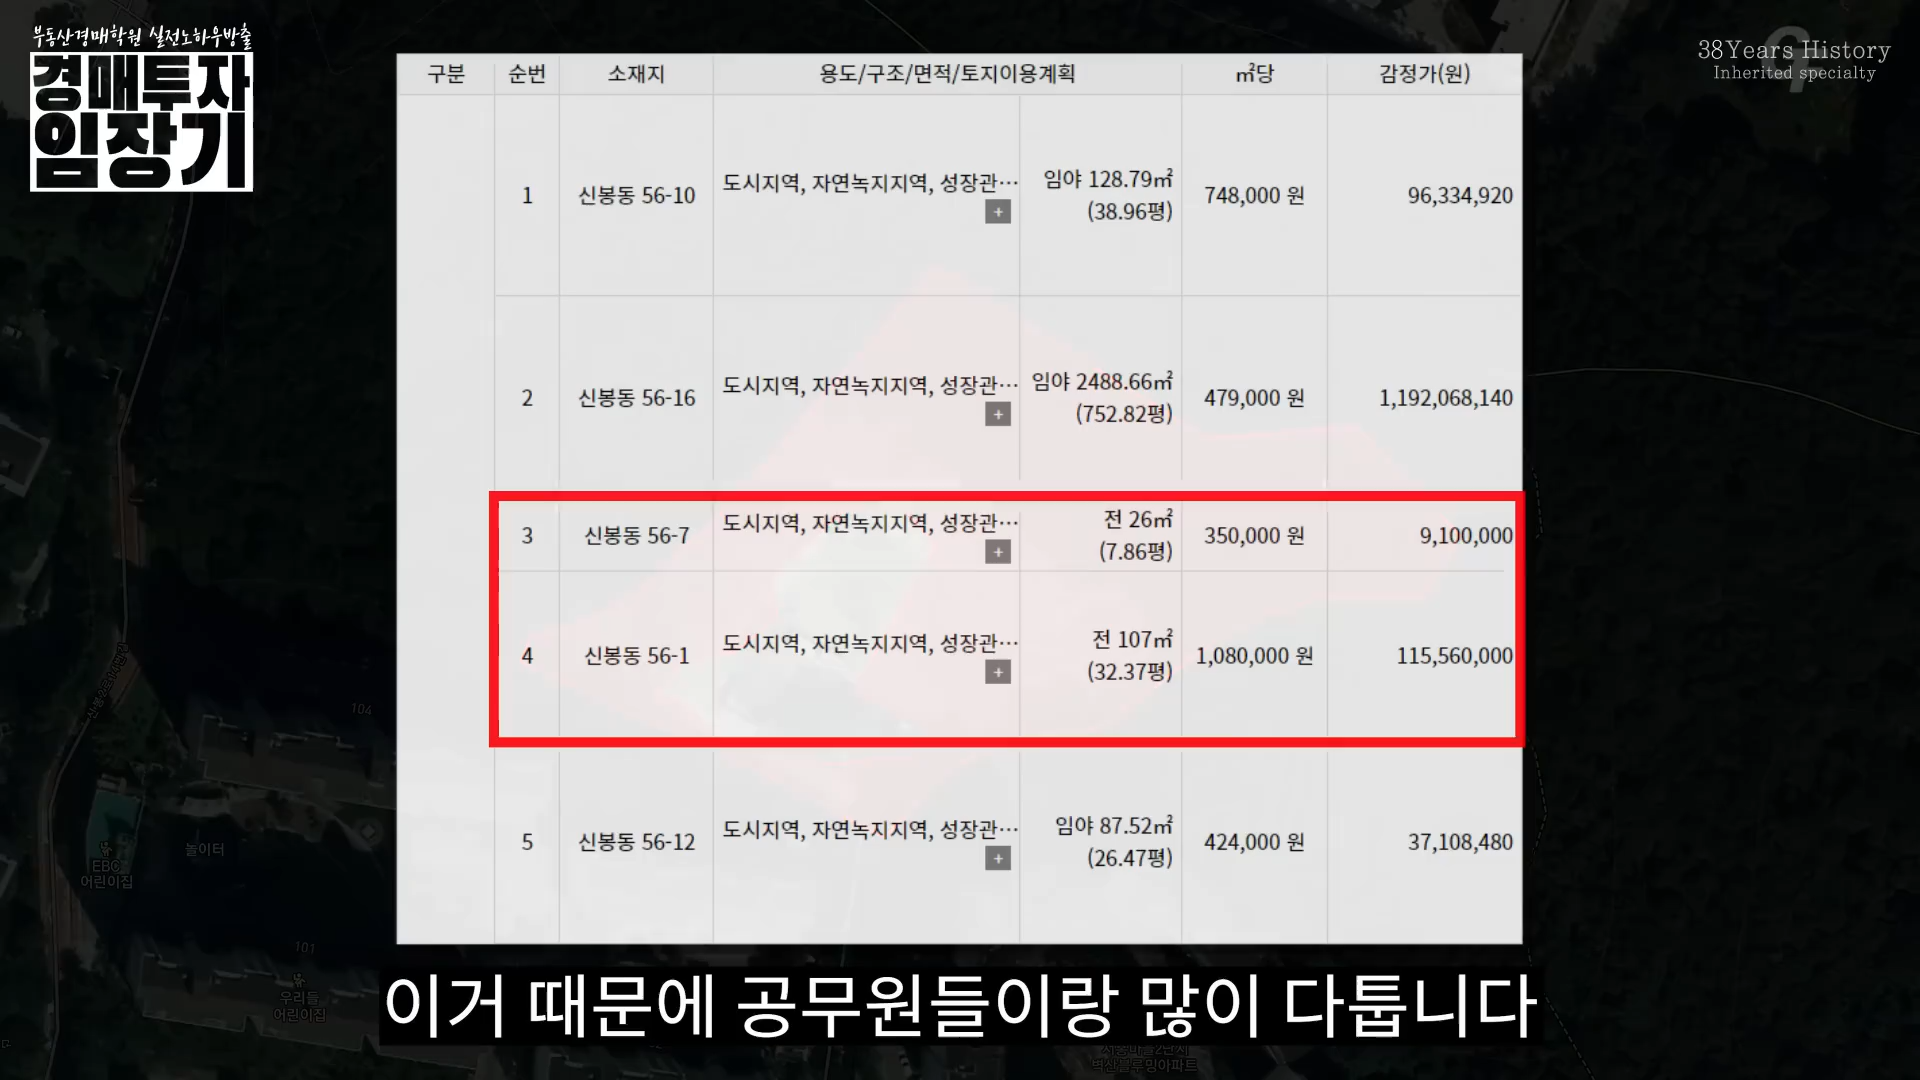 부동산경매학원 실전노하우방출
경매투자
임장기
38Years History
Inherited specialty
구분 순번 소재지 용도/구조/면적/토지이용계획 ㎡당 감정가(원)
1 신봉동 56-10 도시지역, 자연녹지지역, 성장관… + 임야 128.79㎡ (38.96평) 748,000 원 96,334,920
2 신봉동 56-16 도시지역, 자연녹지지역, 성장관… + 임야 2488.66㎡ (752.82평) 479,000 원 1,192,068,140
3 신봉동 56-7 도시지역, 자연녹지지역, 성장관… + 전 26㎡ (7.86평) 350,000 원 9,100,000
4 신봉동 56-1 도시지역, 자연녹지지역, 성장관… + 전 107㎡ (32.37평) 1,080,000 원 115,560,000
5 신봉동 56-12 도시지역, 자연녹지지역, 성장관… + 임야 87.52㎡ (26.47평) 424,000 원 37,108,480
104
놀이터
EBC
어린이집
101
우리들
어린이집
이거 때문에 공무원들이랑 많이 다툽니다